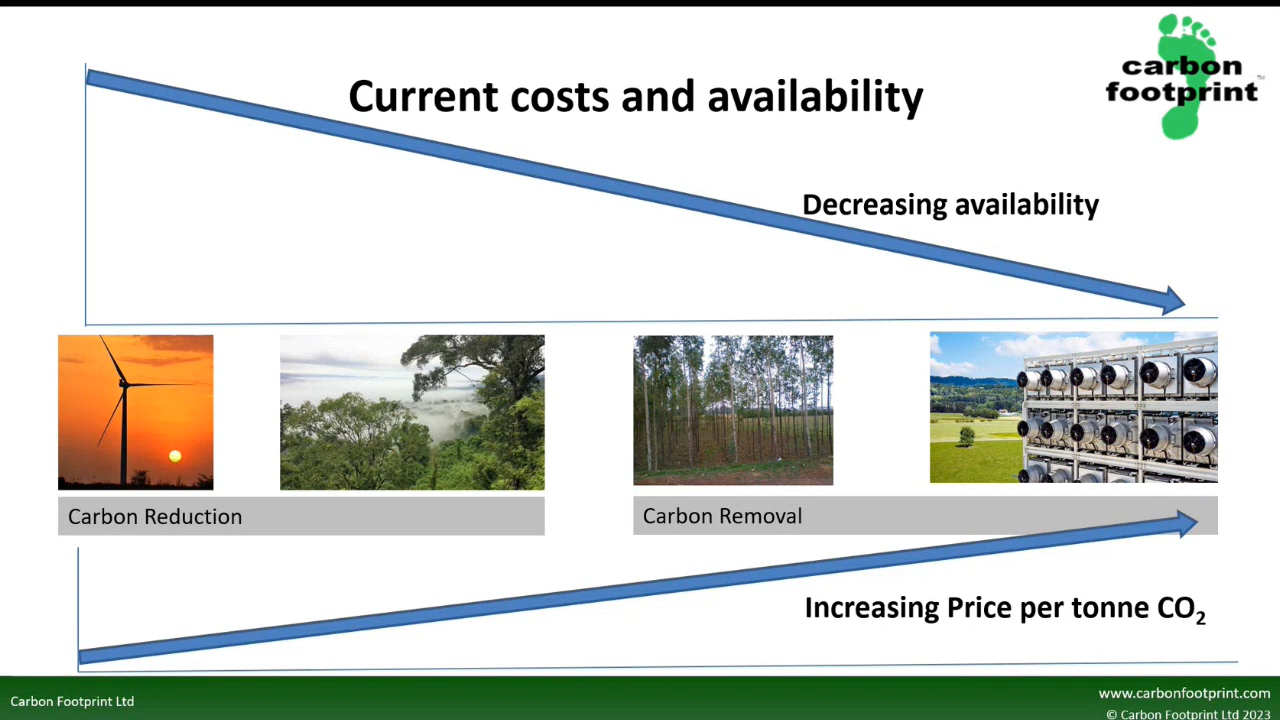 Current costs and availability
carbon
footprint
™
Decreasing availability
Carbon Reduction
Carbon Removal
Increasing Price per tonne CO₂
Carbon Footprint Ltd
www.carbonfootprint.com
© Carbon Footprint Ltd 2023